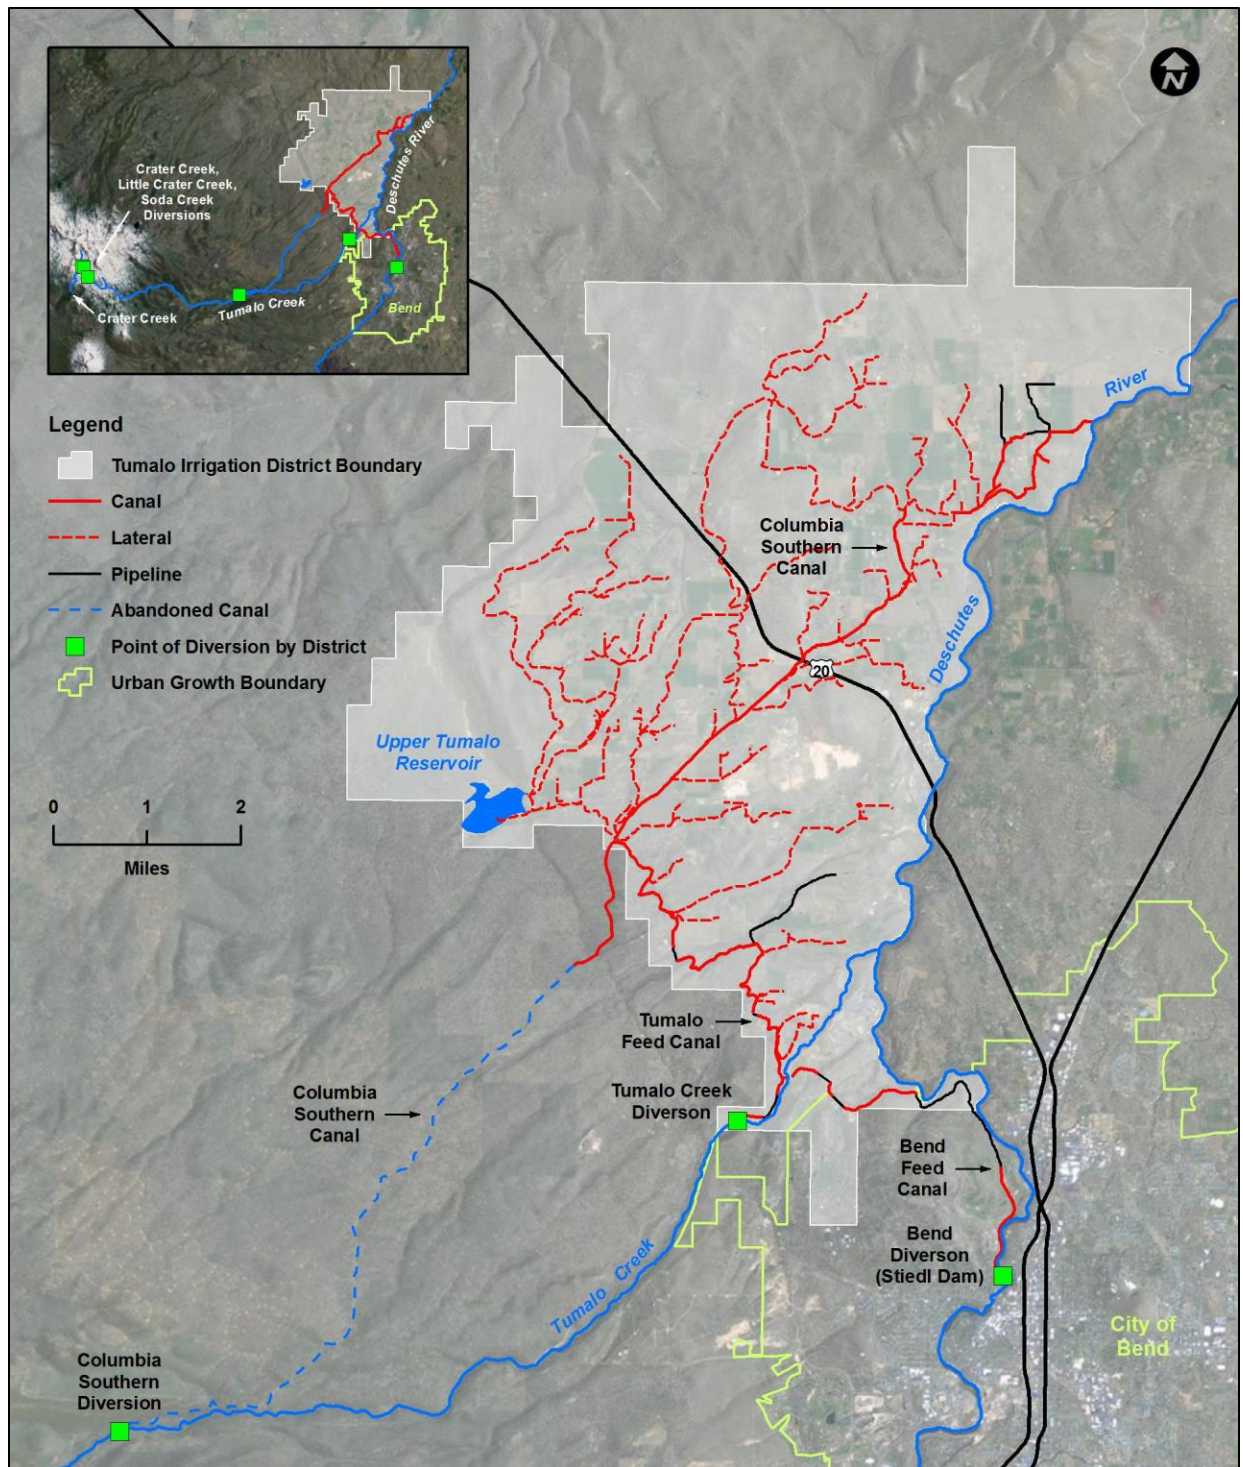 N
Crater Creek,
Little Crater Creek,
Soda Creek
Diversions
Deschutes River
Crater Creek
Tumalo Creek
Bend
Legend
Tumalo Irrigation District Boundary
Canal
Lateral
Pipeline
Abandoned Canal
Point of Diversion by District
Urban Growth Boundary
0 1 2
Miles
River
Columbia
Southern
Canal
Deschutes
20
Upper Tumalo
Reservoir
Tumalo
Feed Canal
Tumalo Creek
Diverson
Columbia
Southern
Canal
Bend
Feed
Canal
Bend
Diverson
(Stiedl Dam)
Tumalo Creek
City of
Bend
Columbia
Southern
Diversion